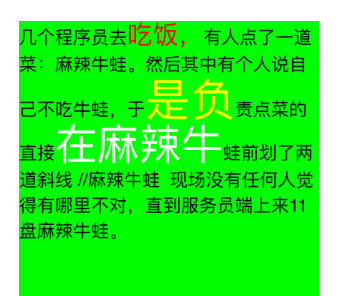 几个程序员去吃饭， 有人点了一道
菜：麻辣牛蛙。然后其中有个人说自
己不吃牛蛙，于是负责点菜的
直接在麻辣牛蛙前划了两
道斜线 //麻辣牛蛙  现场没有任何人觉
得有哪里不对，直到服务员端上来11
盘麻辣牛蛙。